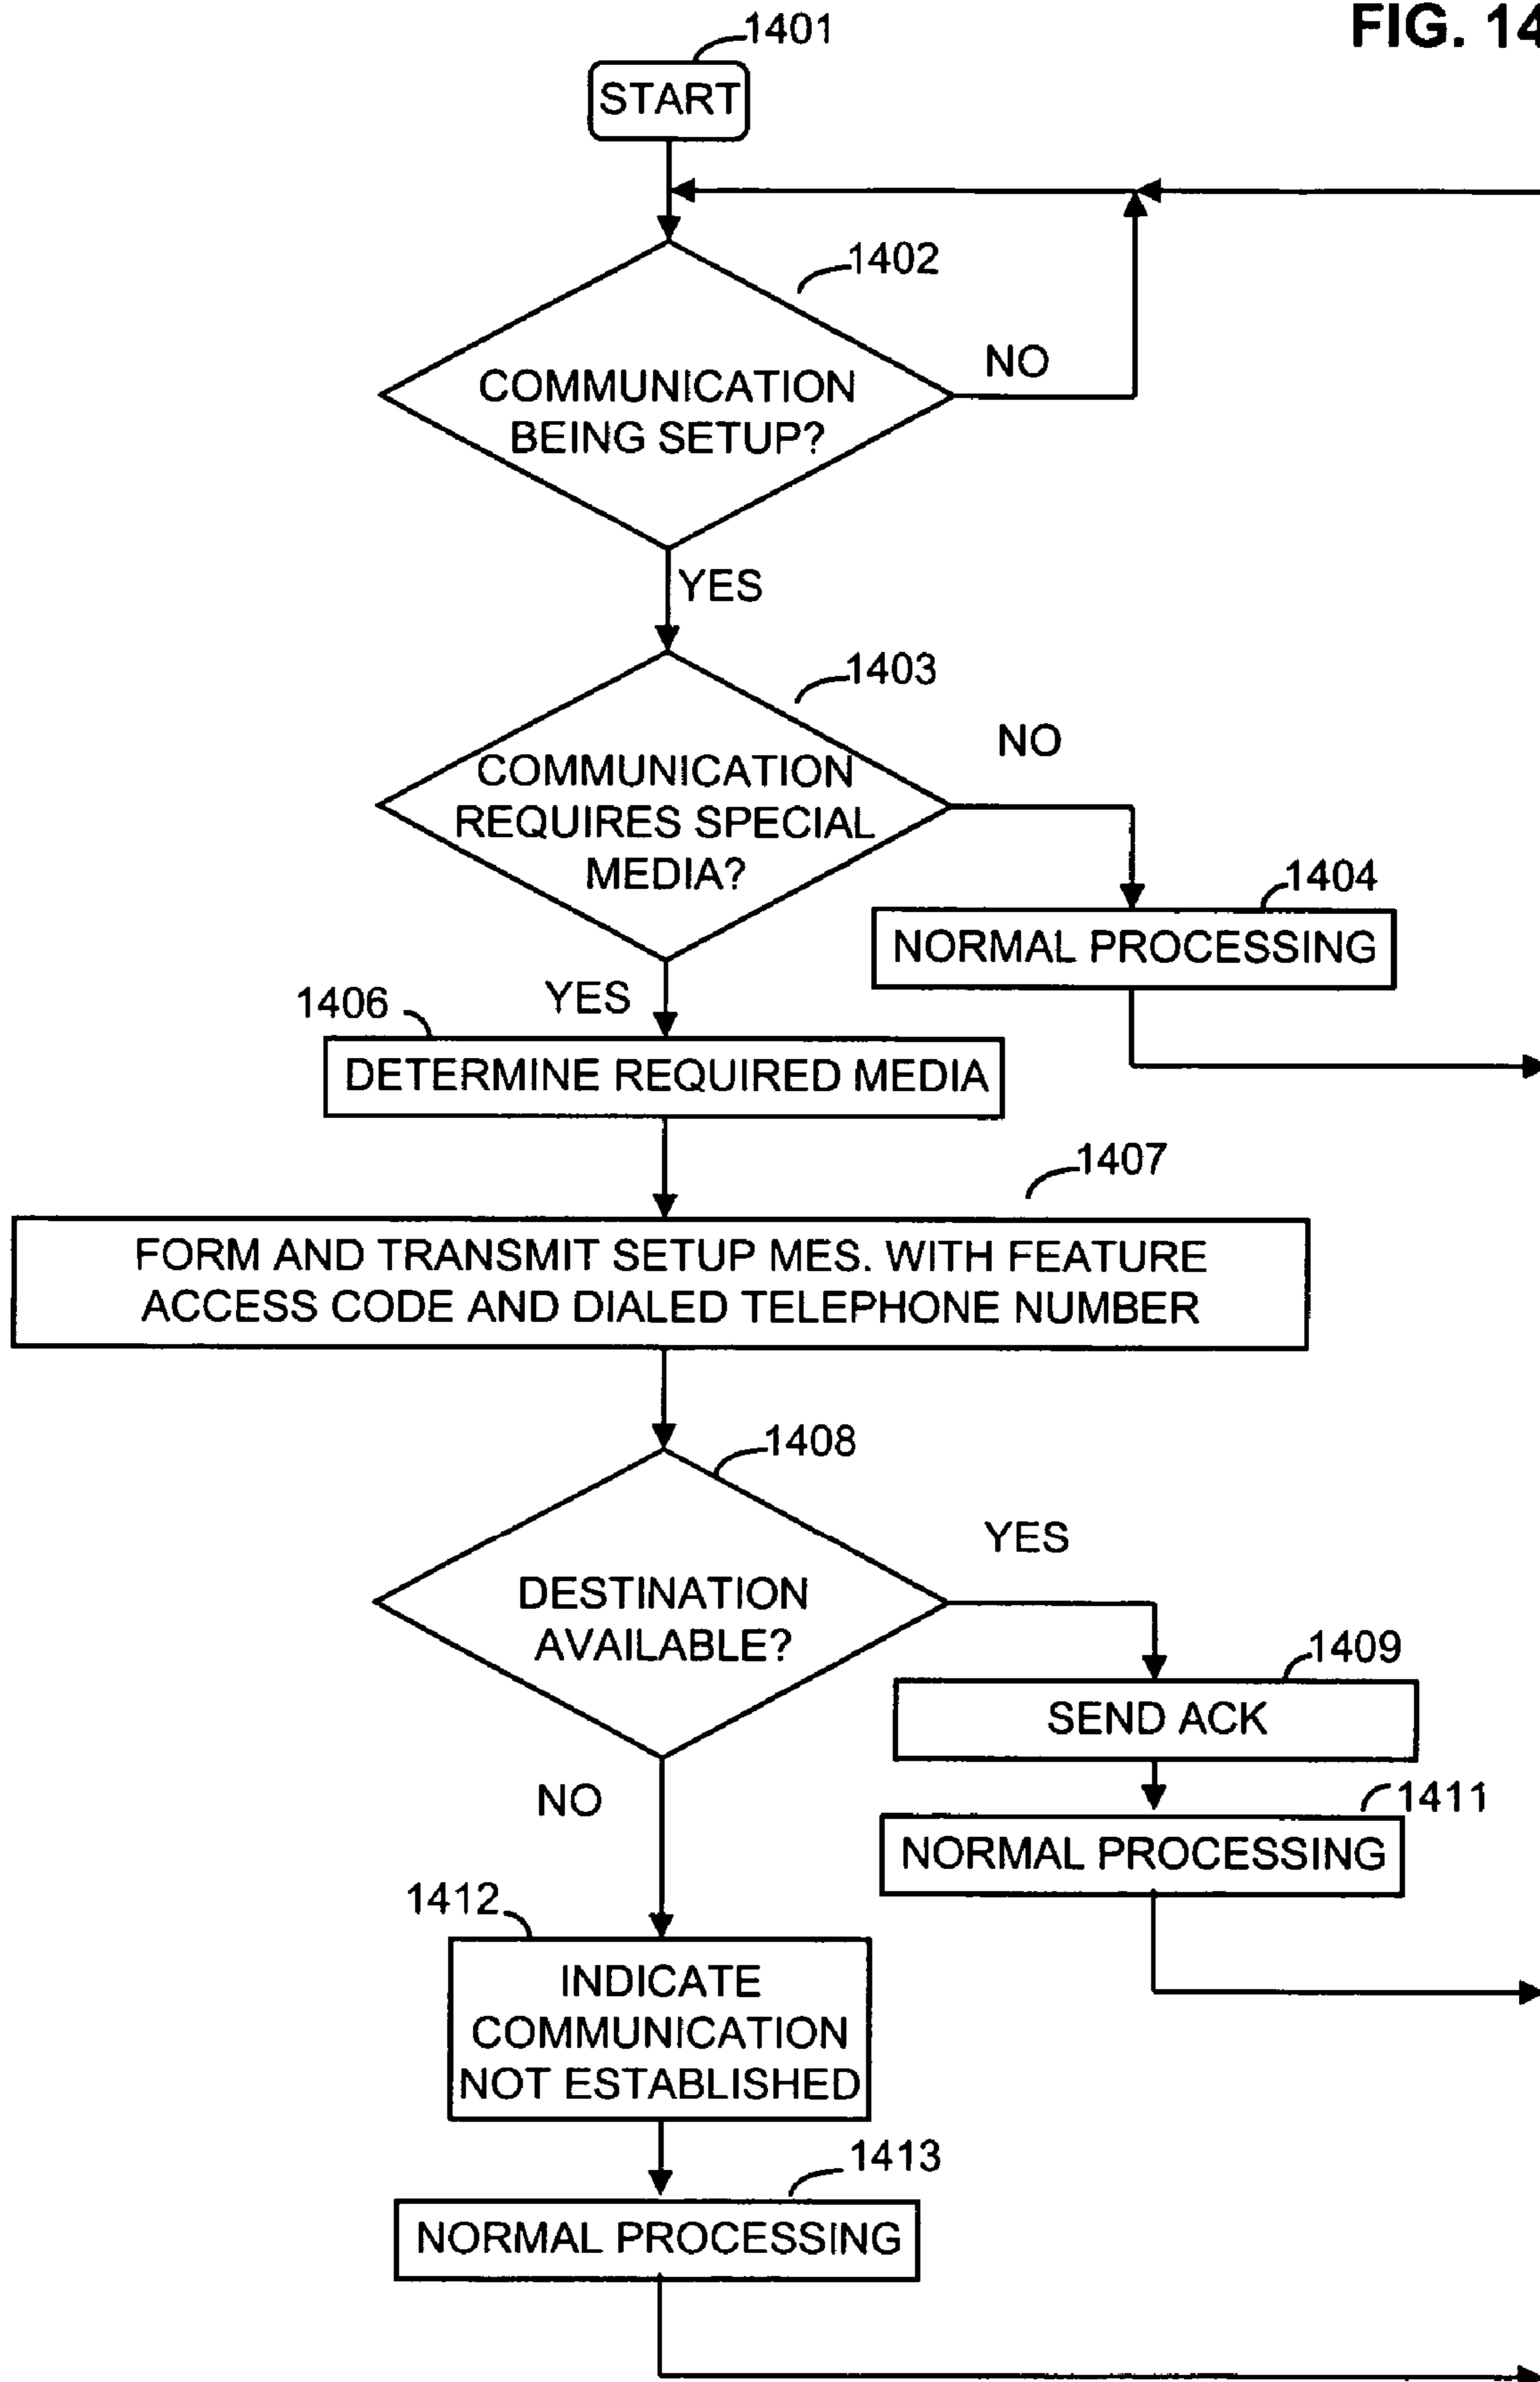 FIG. 14
1401
START
1402
COMMUNICATION
BEING SETUP?
NO
YES
1403
COMMUNICATION
REQUIRES SPECIAL
MEDIA?
NO
1404
NORMAL PROCESSING
YES
1406
DETERMINE REQUIRED MEDIA
1407
FORM AND TRANSMIT SETUP MES. WITH FEATURE
ACCESS CODE AND DIALED TELEPHONE NUMBER
1408
DESTINATION
AVAILABLE?
YES
1409
SEND ACK
1411
NORMAL PROCESSING
NO
1412
INDICATE
COMMUNICATION
NOT ESTABLISHED
1413
NORMAL PROCESSING